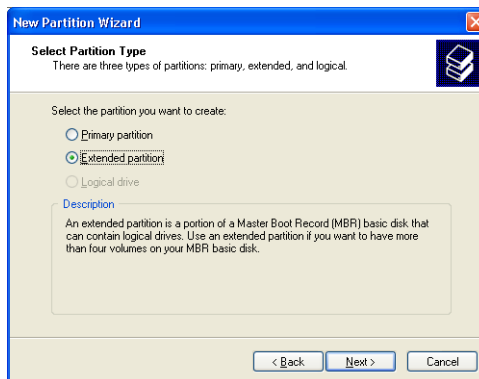 New Partition Wizard
Select Partition Type
There are three types of partitions: primary, extended, and logical.
Select the partition you want to create:
Primary partition
Extended partition
Logical drive
Description
An extended partition is a portion of a Master Boot Record (MBR) basic disk that
can contain logical drives. Use an extended partition if you want to have more
than four volumes on your MBR basic disk.
< Back Next > Cancel